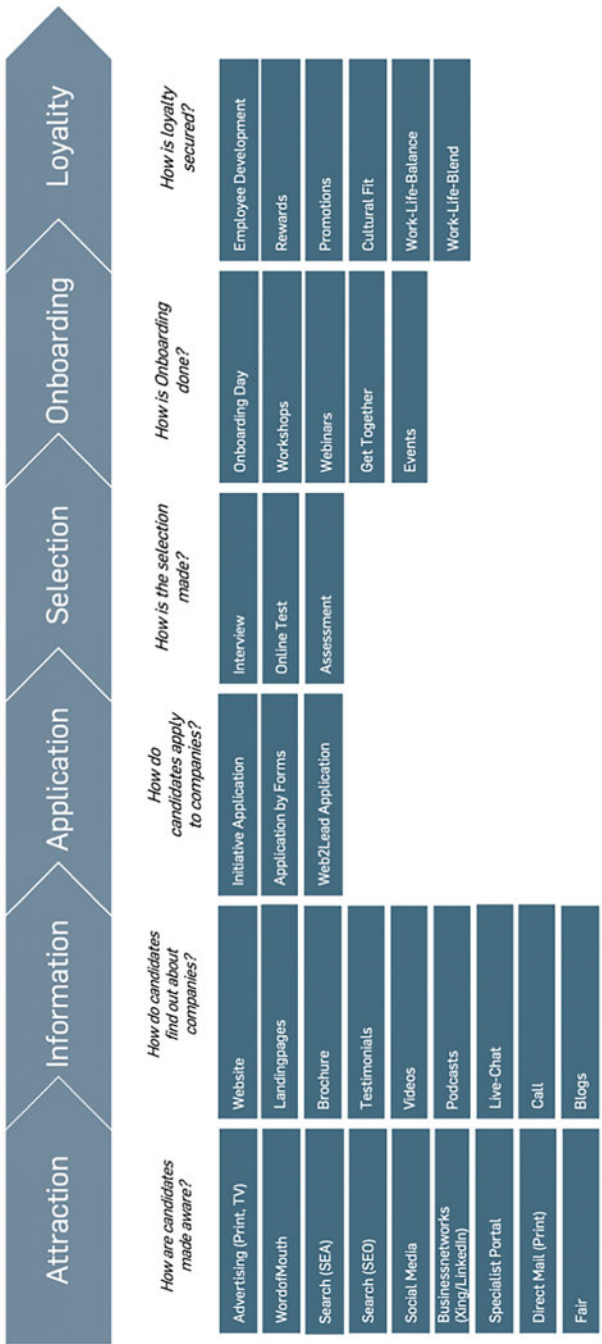 Attraction
Information
Application
Selection
Onboarding
Loyality
How are candidates
made aware?
Advertising (Print, TV)
WordofMouth
Search (SEA)
Search (SEO)
Social Media
Businessnetworks
(Xing/LinkedIn)
Specialist Portal
Direct Mail (Print)
Fair
How do candidates
find out about
companies?
Website
Landingpages
Brochure
Testimonials
Videos
Podcasts
Live-Chat
Call
Blogs
How do
candidates apply
to companies?
Initiative Application
Application by Forms
Web2Lead Application
How is the selection
made?
Interview
Online Test
Assessment
How is Onboarding
done?
Onboarding Day
Workshops
Webinars
Get Together
Events
How is loyalty
secured?
Employee Development
Rewards
Promotions
Cultural Fit
Work-Life-Balance
Work-Life-Blend